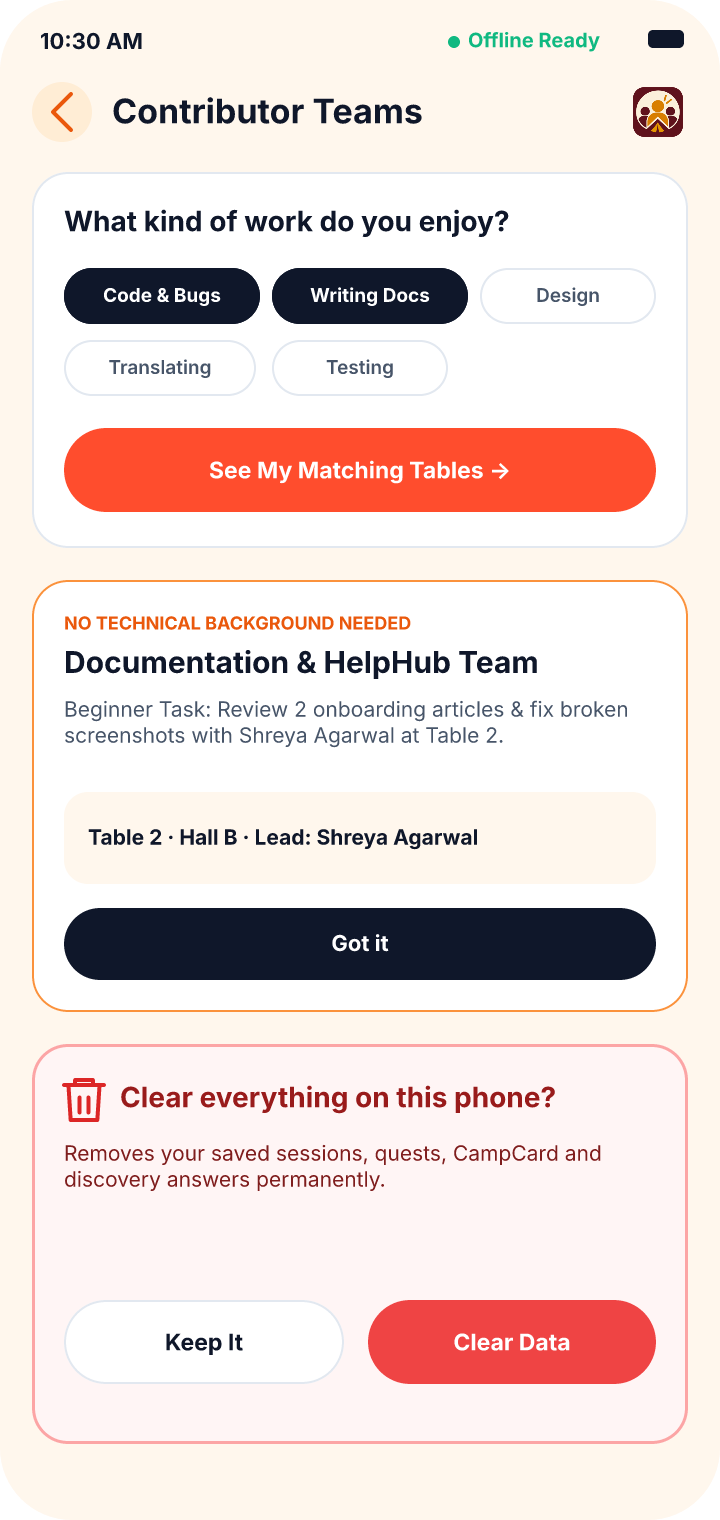 10:30 AM
Offline Ready
Contributor Teams
What kind of work do you enjoy?
Code & Bugs
Writing Docs
Design
Translating
Testing
See My Matching Tables →
NO TECHNICAL BACKGROUND NEEDED
Documentation & HelpHub Team
Beginner Task: Review 2 onboarding articles & fix broken
screenshots with Shreya Agarwal at Table 2.
Table 2 · Hall B · Lead: Shreya Agarwal
Got it
Clear everything on this phone?
Removes your saved sessions, quests, CampCard and
discovery answers permanently.
Keep It
Clear Data